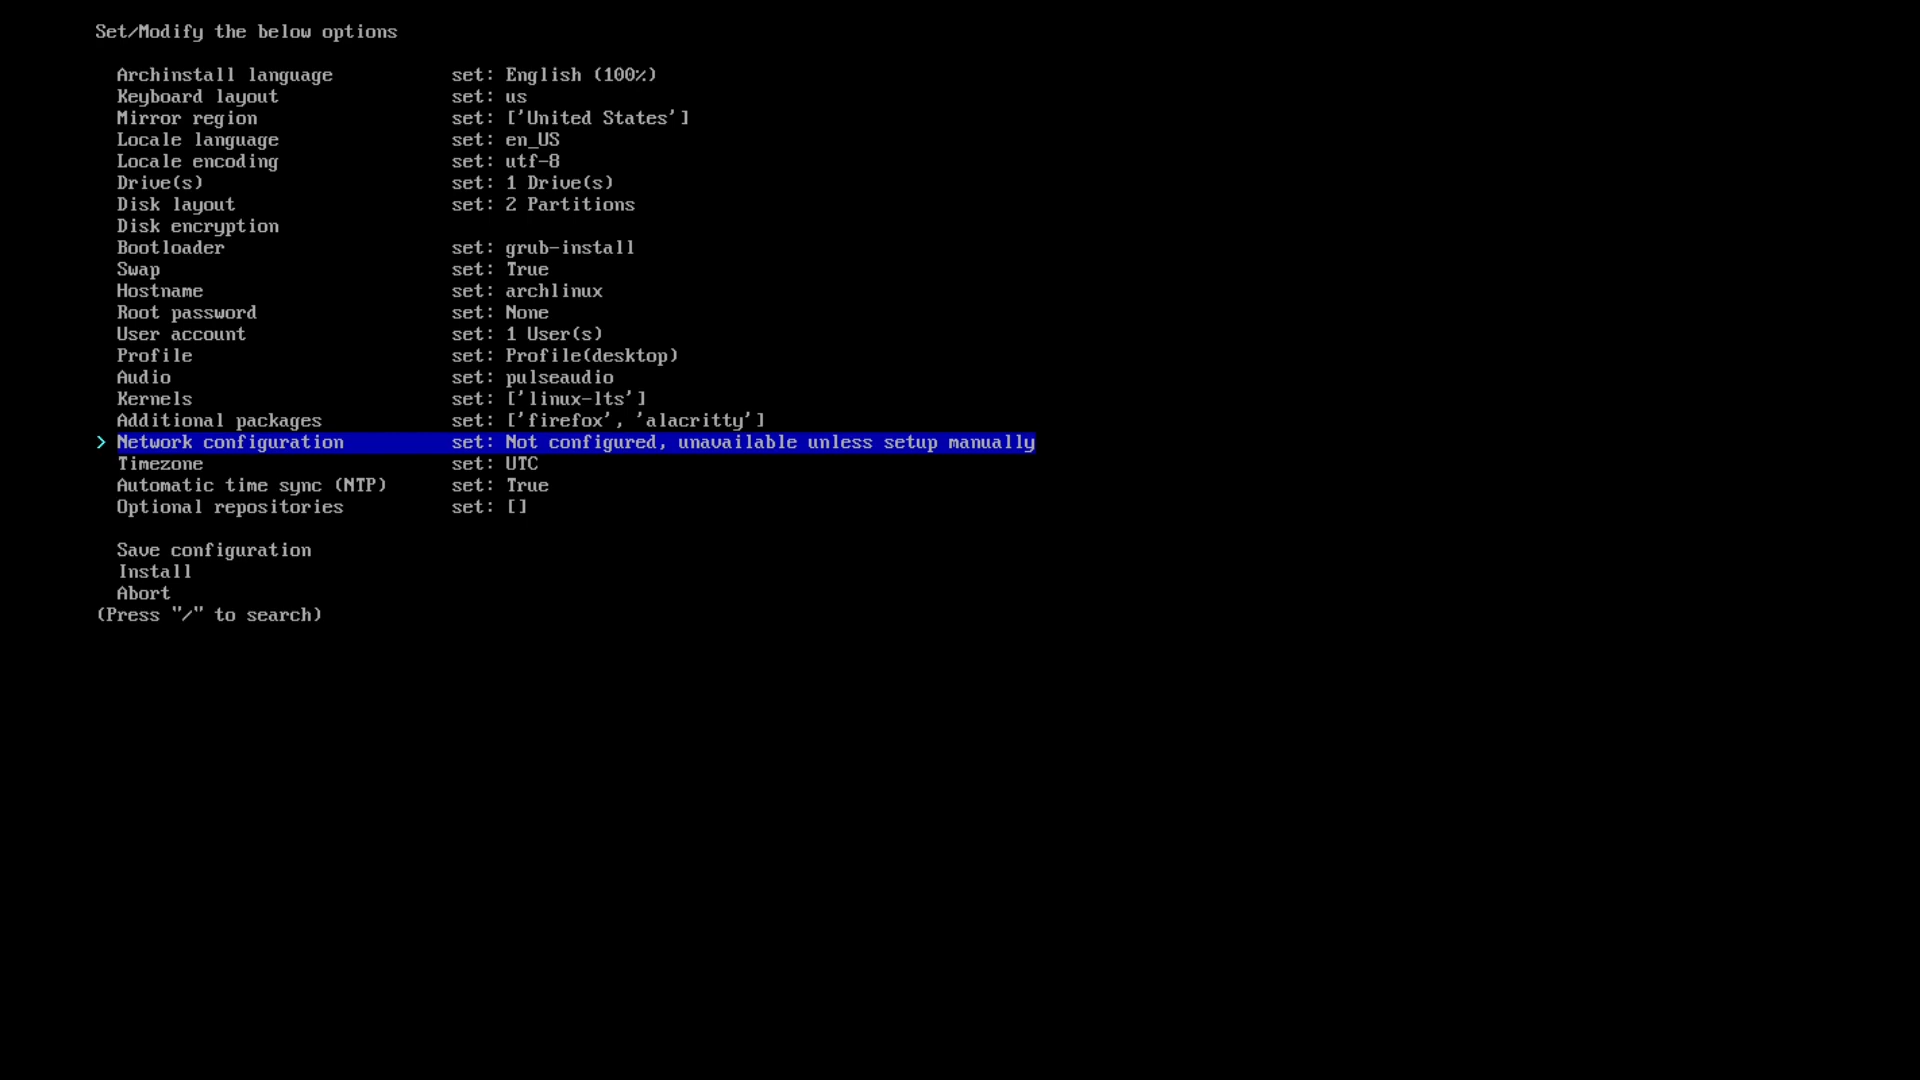 Set/Modify the below options
Archinstall language set: English (100%)
Keyboard layout set: us
Mirror region set: ['United States']
Locale language set: en_US
Locale encoding set: utf-8
Drive(s) set: 1 Drive(s)
Disk layout set: 2 Partitions
Disk encryption
Bootloader set: grub-install
Swap set: True
Hostname set: archlinux
Root password set: None
User account set: 1 User(s)
Profile set: Profile(desktop)
Audio set: pulseaudio
Kernels set: ['linux-lts']
Additional packages set: ['firefox', 'alacritty']
> Network configuration set: Not configured, unavailable unless setup manually
Timezone set: UTC
Automatic time sync (NTP) set: True
Optional repositories set: []
Save configuration
Install
Abort
(Press "/" to search)